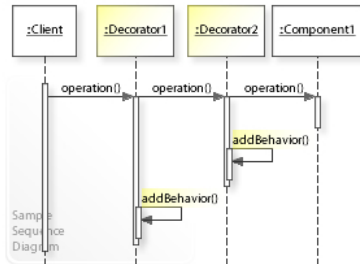 :Client
:Decorator1
:Decorator2
:Component1
operation()
operation()
operation()
addBehavior()
addBehavior()
Sample
Sequence
Diagram